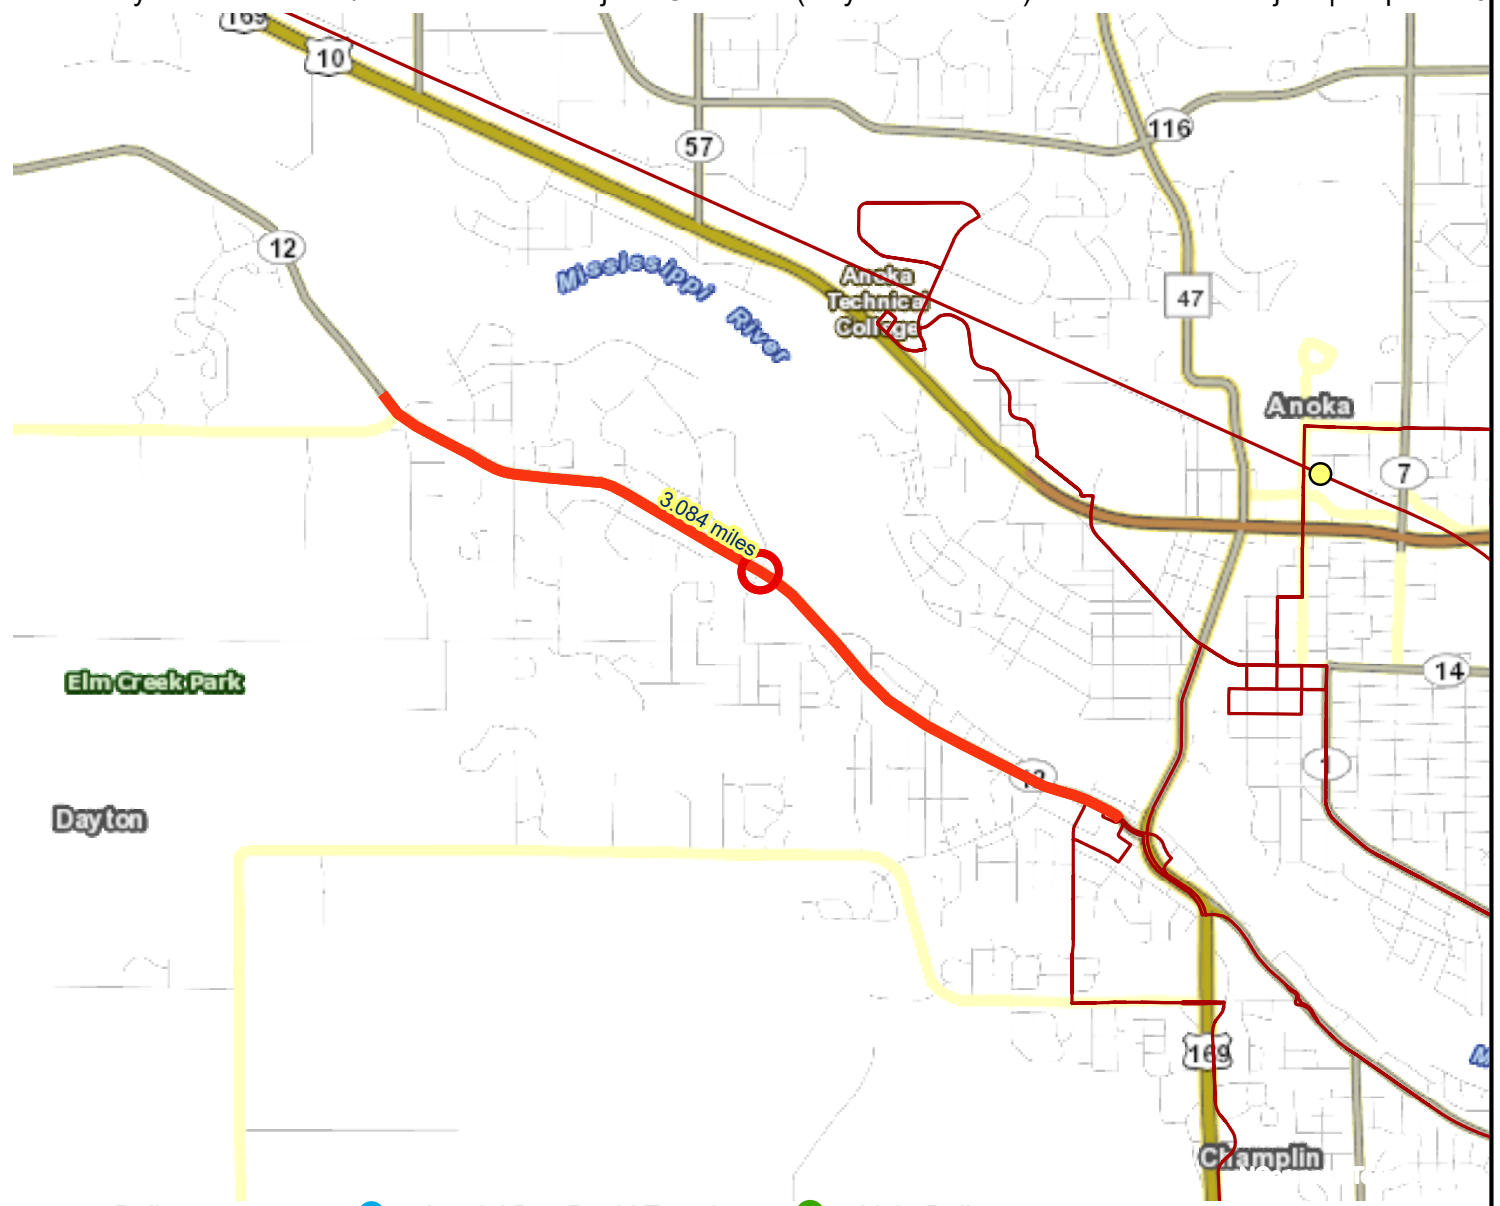 169
10
116
57
12
47
Mississippi
River
Anoka
Technical
College
Anoka
7
3.084 miles
14
Elm Creek Park
1
12
Dayton
169
Champlin